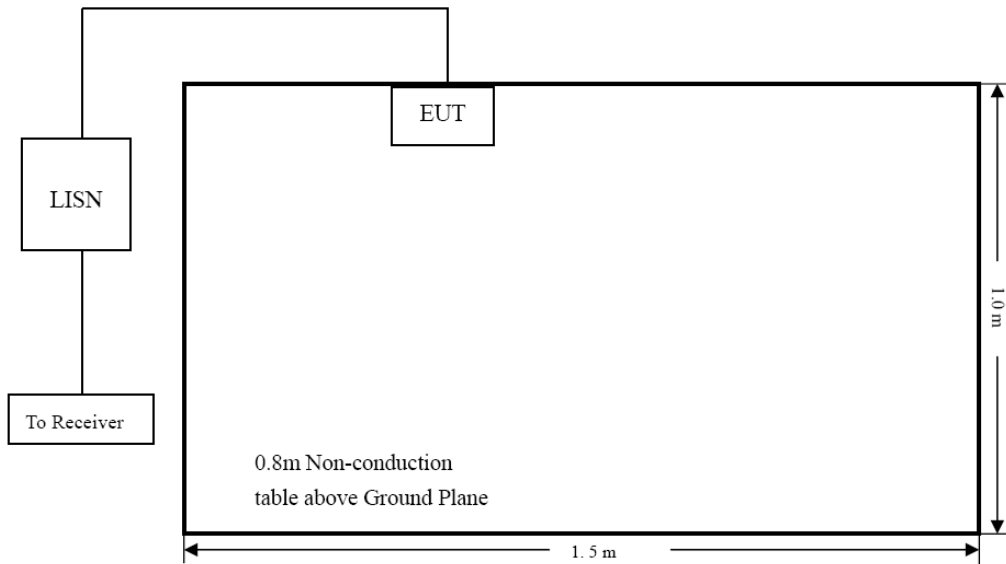 EUT
LISN
To Receiver
0.8m Non-conduction
table above Ground Plane
1.0 m
1. 5 m